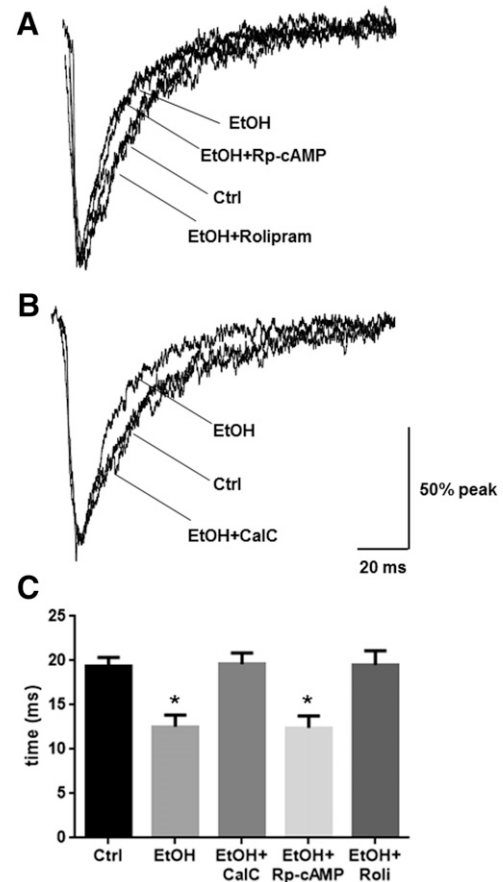 A
EtOH
EtOH+Rp-cAMP
Ctrl
EtOH+Rolipram
B
EtOH
Ctrl
EtOH+CalC
50% peak
20 ms
C
time (ms)
25
20
15
10
5
0
* *
Ctrl EtOH EtOH+ EtOH+ EtOH+
CalC Rp-cAMP Roli